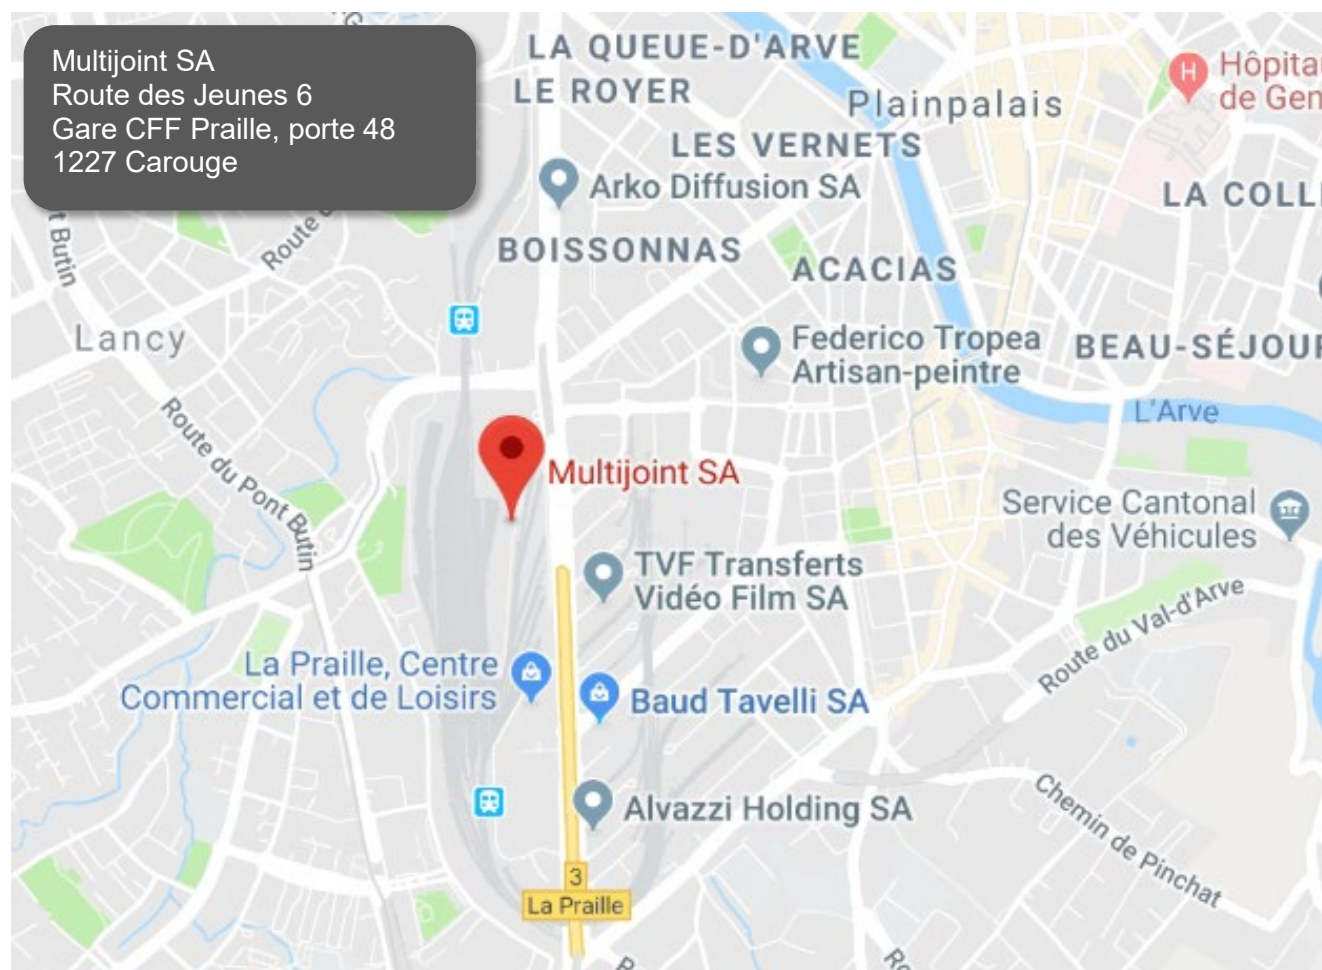 Multijoint SA
Route des Jeunes 6
Gare CFF Praille, porte 48
1227 Carouge
LA QUEUE-D'ARVE
LE ROYER
Plainpalais
LES VERNETS
Arko Diffusion SA
BOISSONNAS
ACACIAS
H
Hôpita
de Gen
LA COLL
t Butin
Route
Lancy
Federico Tropea
Artisan-peintre
BEAU-SÉJOUR
L'Arve
Route du Pont Butin
Multijoint SA
Service Cantonal
des Véhicules
TVF Transferts
Vidéo Film SA
Route du Val-d'Arve
La Praille, Centre
Commercial et de Loisirs
Baud Tavelli SA
Alvazzi Holding SA
Chemin de Pinchat
3
La Praille